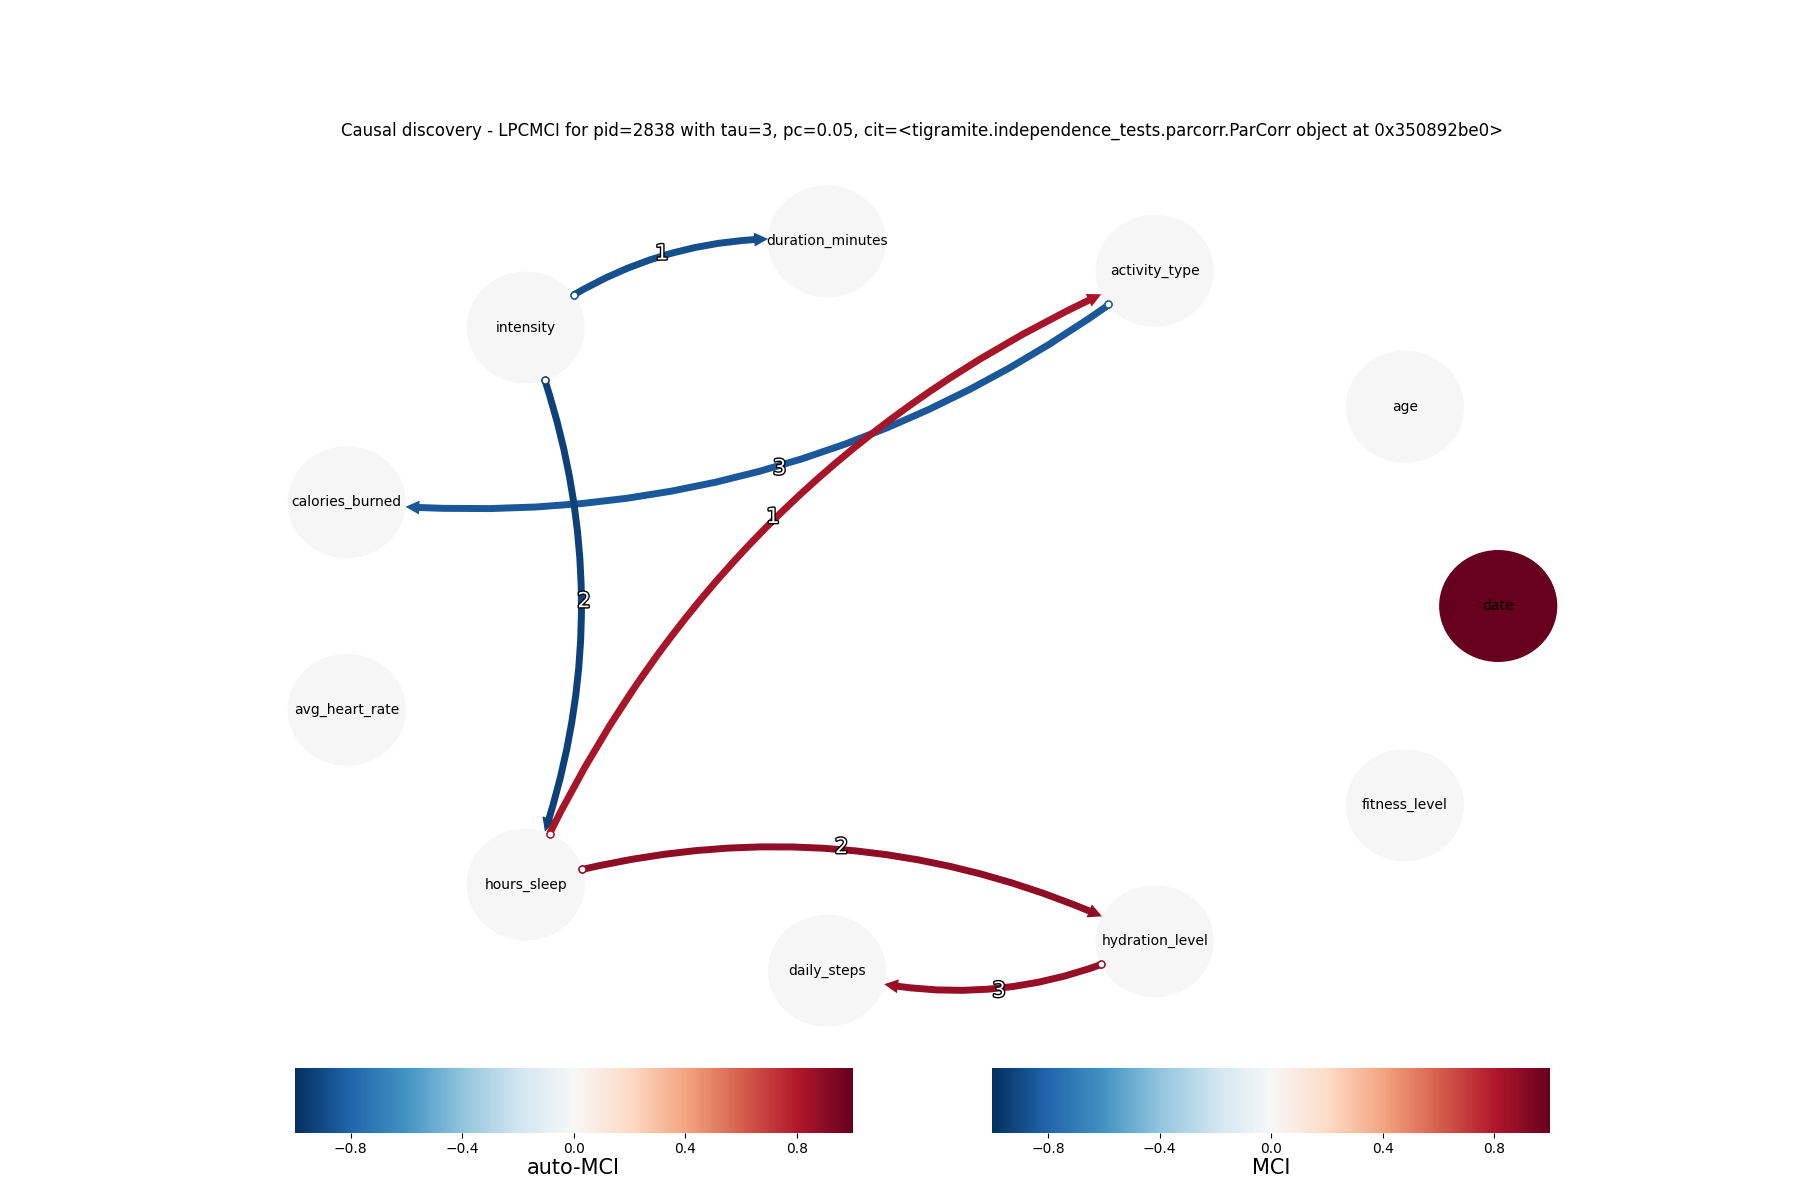 Causal discovery - LPCMCI for pid=2838 with tau=3, pc=0.05, cit=<tigramite.independence_tests.parcorr.ParCorr object at 0x350892be0>
duration_minutes
1
activity_type
intensity
age
3
calories_burned
1
2
date
avg_heart_rate
fitness_level
2
hours_sleep
hydration_level
daily_steps
3
−0.8 −0.4 0.0 0.4 0.8
auto-MCI
−0.8 −0.4 0.0 0.4 0.8
MCI